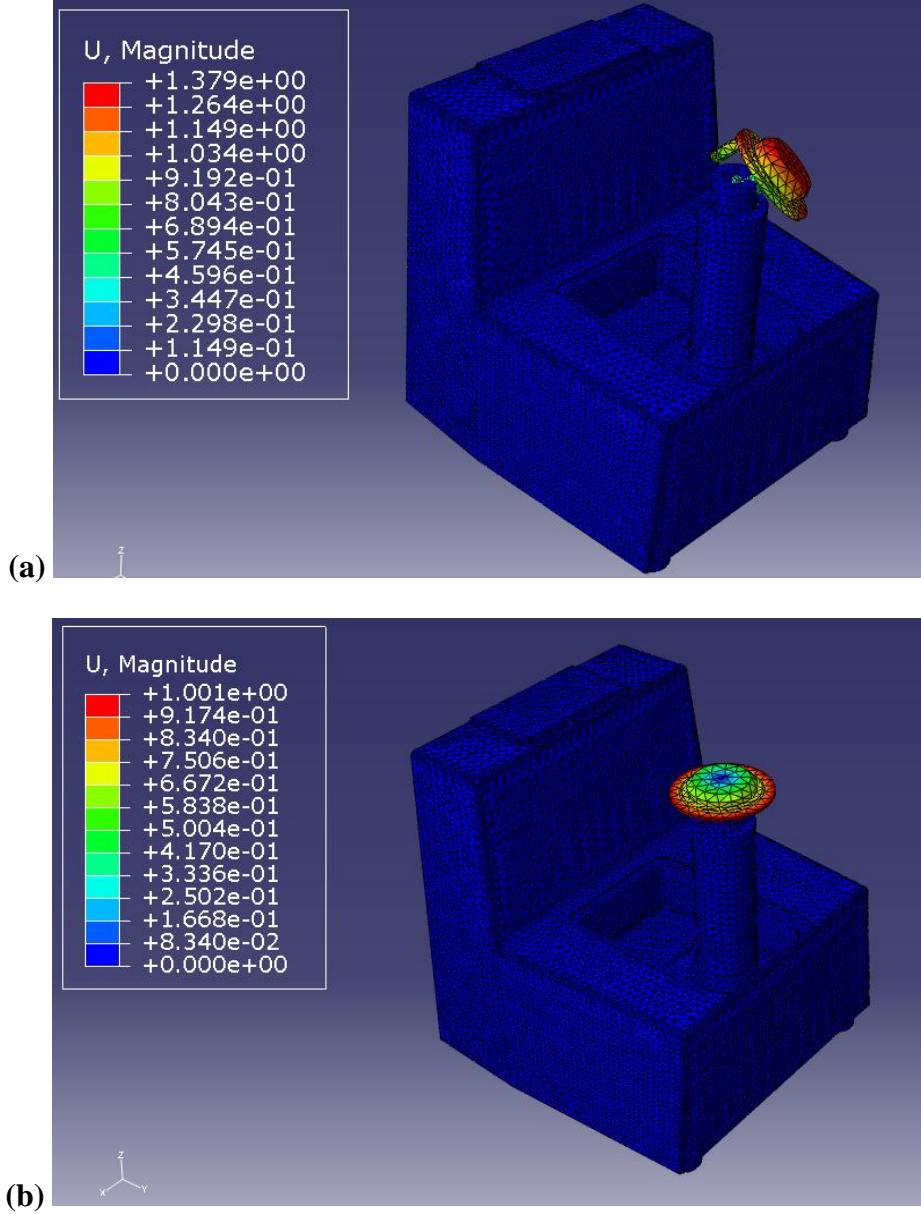 U, Magnitude
+1.379e+00
+1.264e+00
+1.149e+00
+1.034e+00
+9.192e-01
+8.043e-01
+6.894e-01
+5.745e-01
+4.596e-01
+3.447e-01
+2.298e-01
+1.149e-01
+0.000e+00
Z
(a)
U, Magnitude
+1.001e+00
+9.174e-01
+8.340e-01
+7.506e-01
+6.672e-01
+5.838e-01
+5.004e-01
+4.170e-01
+3.336e-01
+2.502e-01
+1.668e-01
+8.340e-02
+0.000e+00
Z
X Y
(b)